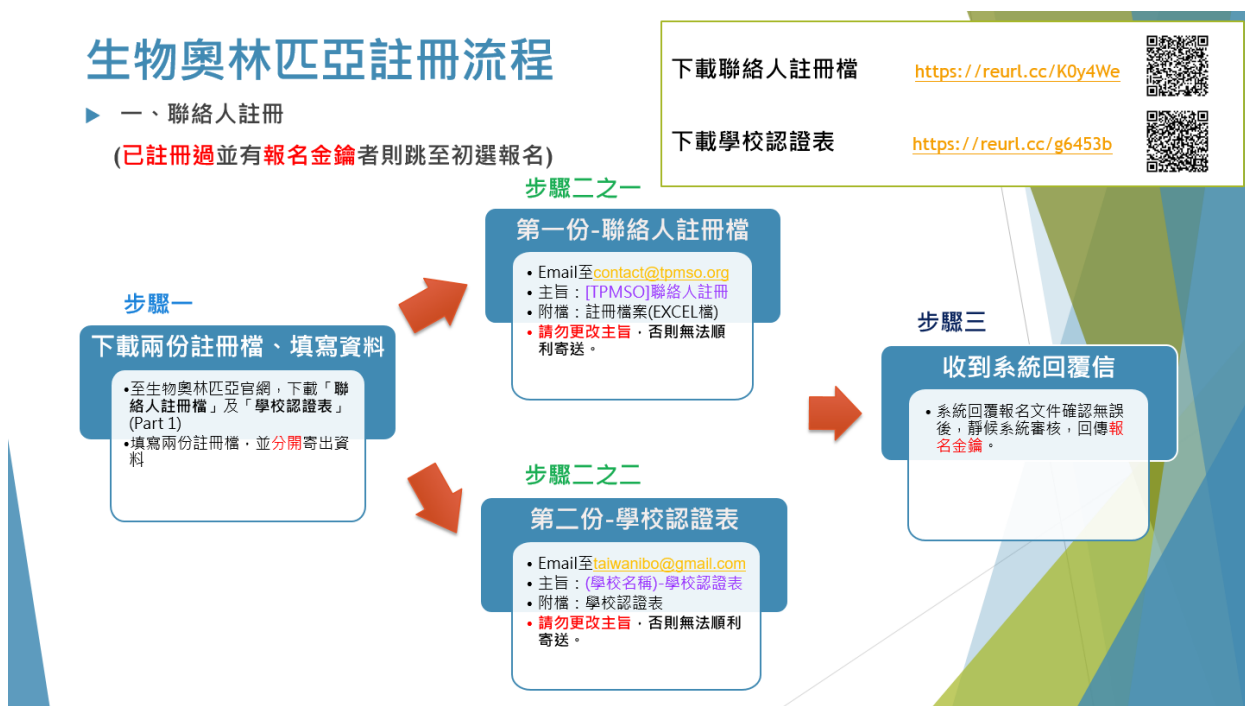 生物奧林匹亞註冊流程
一、聯絡人註冊
(已註冊過並有報名金鑰者則跳至初選報名)
下載聯絡人註冊檔 https://reurl.cc/K0y4We
下載學校認證表 https://reurl.cc/g6453b
步驟一
下載兩份註冊檔、填寫資料
•至生物奧林匹亞官網，下載「聯
絡人註冊檔」及「學校認證表」
(Part 1)
•填寫兩份註冊檔，並分開寄出資
料
步驟二之一
第一份-聯絡人註冊檔
• Email至contact@tpmso.org
• 主旨：[TPMSO]聯絡人註冊
• 附檔：註冊檔案(EXCEL檔)
• 請勿更改主旨，否則無法順
利寄送。
步驟二之二
第二份-學校認證表
• Email至taiwanibo@gmail.com
• 主旨：(學校名稱)-學校認證表
• 附檔：學校認證表
• 請勿更改主旨，否則無法順利
寄送。
步驟三
收到系統回覆信
• 系統回覆報名文件確認無誤
後，靜候系統審核，回傳報
名金鑰。